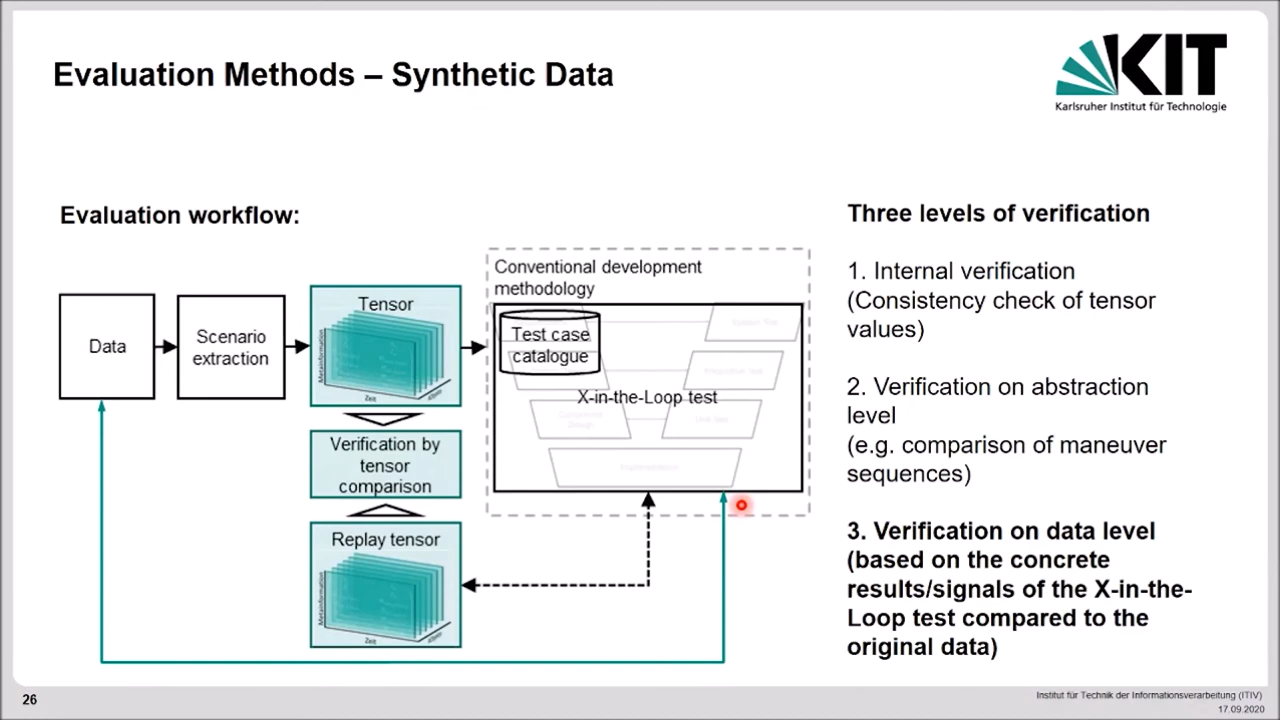 Evaluation Methods – Synthetic Data
KIT
Karlsruher Institut für Technologie
Evaluation workflow:
Data
Scenario
extraction
Tensor
Metainformation
Zeit
Verification by
tensor
comparison
Replay tensor
Metainformation
Zeit
Conventional development
methodology
Test case
catalogue
X-in-the-Loop test
Three levels of verification
1. Internal verification
(Consistency check of tensor
values)
2. Verification on abstraction
level
(e.g. comparison of maneuver
sequences)
3. Verification on data level
(based on the concrete
results/signals of the X-in-the-
Loop test compared to the
original data)
26
Institut für Technik der Informationsverarbeitung (ITIV)
17.09.2020